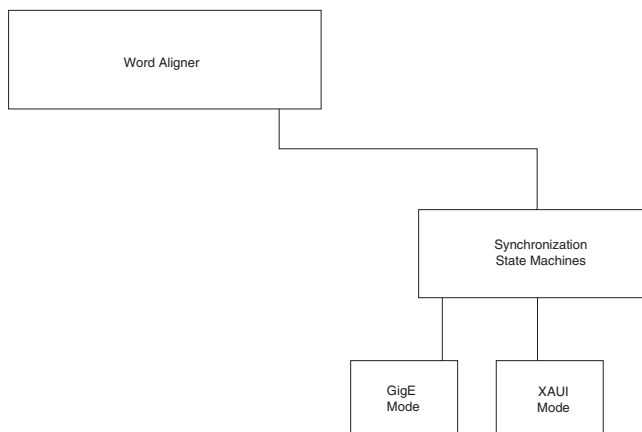 Word Aligner
Synchronization
State Machines
GigE
Mode
XAUI
Mode